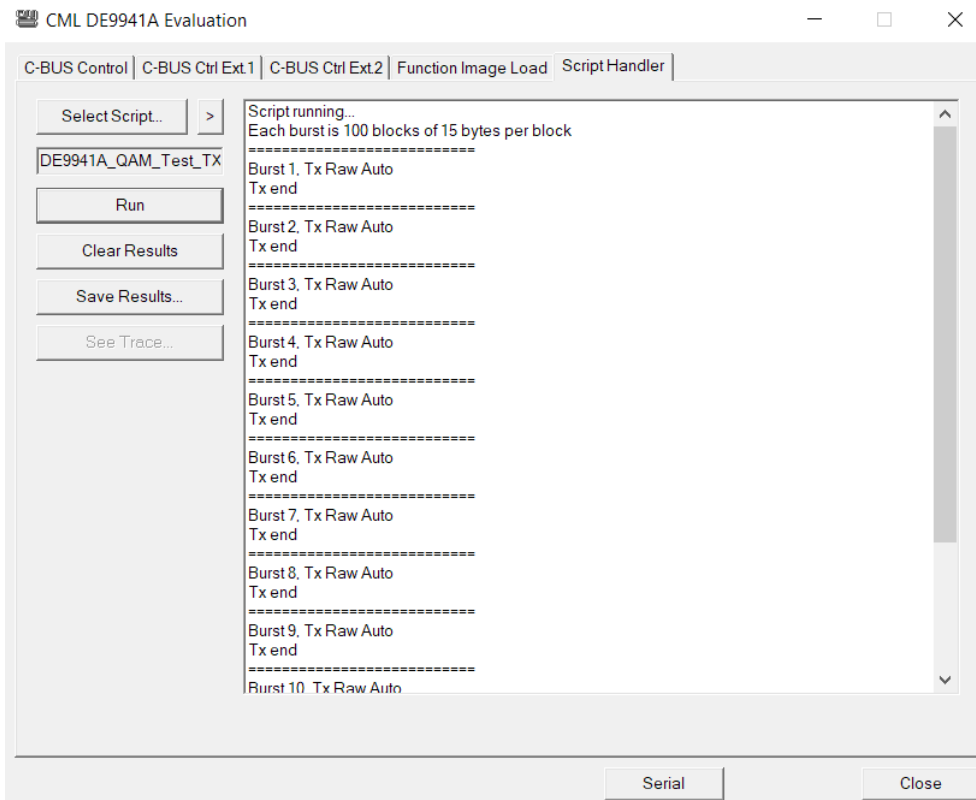 CML DE9941A Evaluation
C-BUS Control C-BUS Ctrl Ext.1 C-BUS Ctrl Ext.2 Function Image Load Script Handler
Select Script...
>
DE9941A_QAM_Test_TX
Run
Clear Results
Save Results...
See Trace...
Script running...
Each burst is 100 blocks of 15 bytes per block
===========================
Burst 1, Tx Raw Auto
Tx end
===========================
Burst 2, Tx Raw Auto
Tx end
===========================
Burst 3, Tx Raw Auto
Tx end
===========================
Burst 4, Tx Raw Auto
Tx end
===========================
Burst 5, Tx Raw Auto
Tx end
===========================
Burst 6, Tx Raw Auto
Tx end
===========================
Burst 7, Tx Raw Auto
Tx end
===========================
Burst 8, Tx Raw Auto
Tx end
===========================
Burst 9, Tx Raw Auto
Tx end
===========================
Burst 10, Tx Raw Auto
Serial
Close